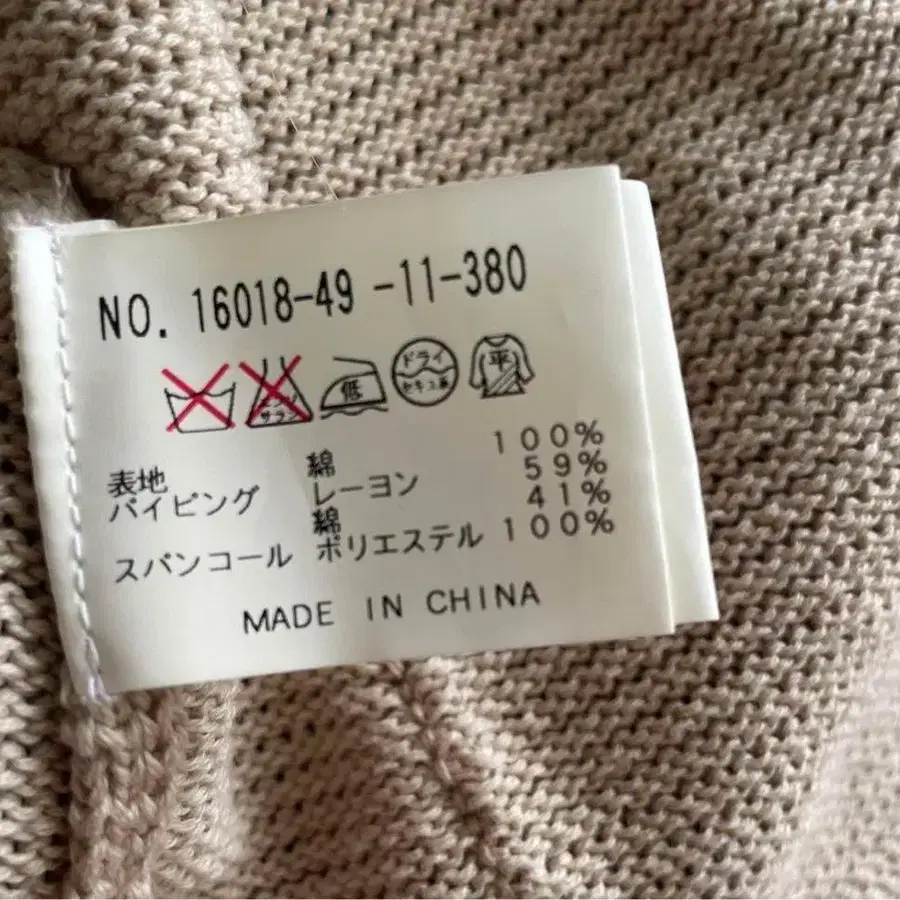 NO. 16018-49 -11-380
低 ドライ セキユ系 平
表地 綿 100%
パイピング レーヨン 59%
綿 41%
スパンコール ポリエステル 100%
MADE IN CHINA